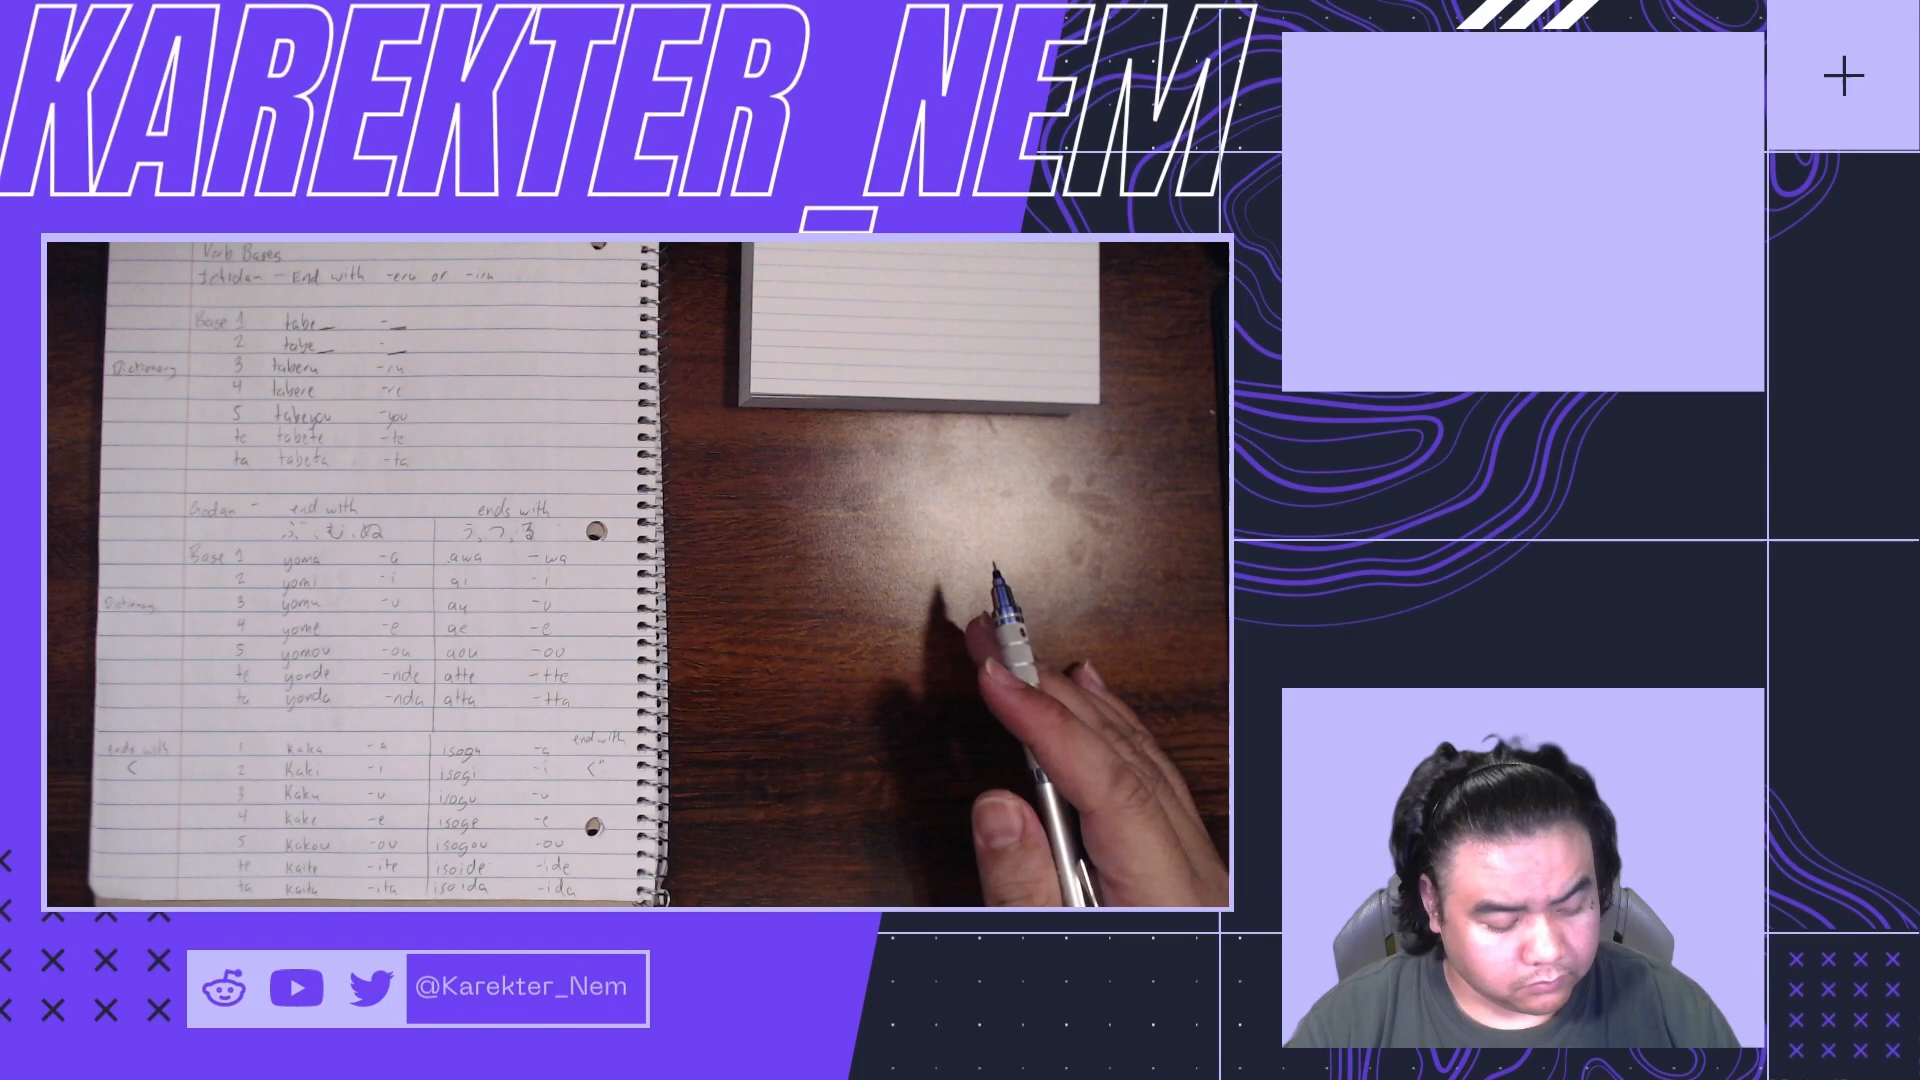 KAREKTER_NEM
Verb Bases
Ichidan - End with -eru or -iru
Base 1 tabe_ -_
2 tabe_ -_
Dictionary 3 taberu -ru
4 tabere -re
5 tabeyou -you
te tabete -te
ta tabeta -ta
Godan - end with ends with
ぶ、む、ぬ う、つ、る
Base 1 yoma -a awa -wa
2 yomi -i ai -i
Dictionary 3 yomu -u au -u
4 yome -e ae -e
5 yomou -ou aou -ou
te yonde -nde atte -tte
ta yonda -nda atta -tta
ends with 1 kaka -a isoga -a end with
く 2 Kaki -i isogi -i ぐ
3 Kaku -u isogu -u
4 kake -e isoge -e
5 kakou -ou isogou -ou
te kaite -ite isoide -ide
ta kaita -ita isoida -ida
@Karekter_Nem